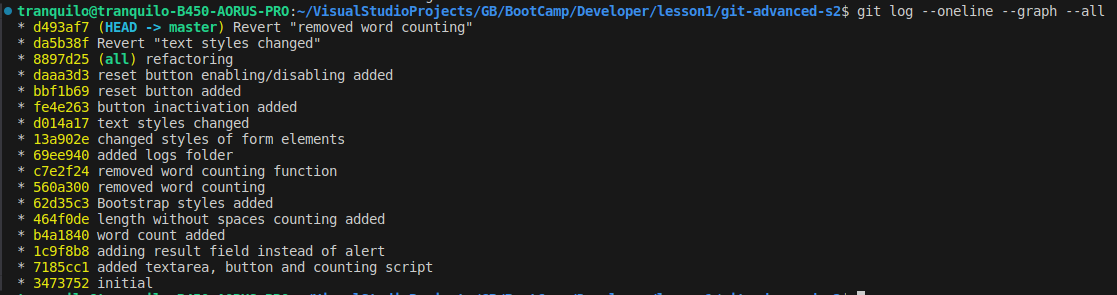 tranquilo@tranquilo-B450-AORUS-PRO:~/VisualStudioProjects/GB/BootCamp/Developer/lesson1/git-advanced-s2$ git log --oneline --graph --all
* d493af7 (HEAD -> master) Revert "removed word counting"
* da5b38f Revert "text styles changed"
* 8897d25 (all) refactoring
* daaa3d3 reset button enabling/disabling added
* bbf1b69 reset button added
* fe4e263 button inactivation added
* d014a17 text styles changed
* 13a902e changed styles of form elements
* 69ee940 added logs folder
* c7e2f24 removed word counting function
* 560a300 removed word counting
* 62d35c3 Bootstrap styles added
* 464f0de length without spaces counting added
* b4a1840 word count added
* 1c9f8b8 adding result field instead of alert
* 7185cc1 added textarea, button and counting script
* 3473752 initial